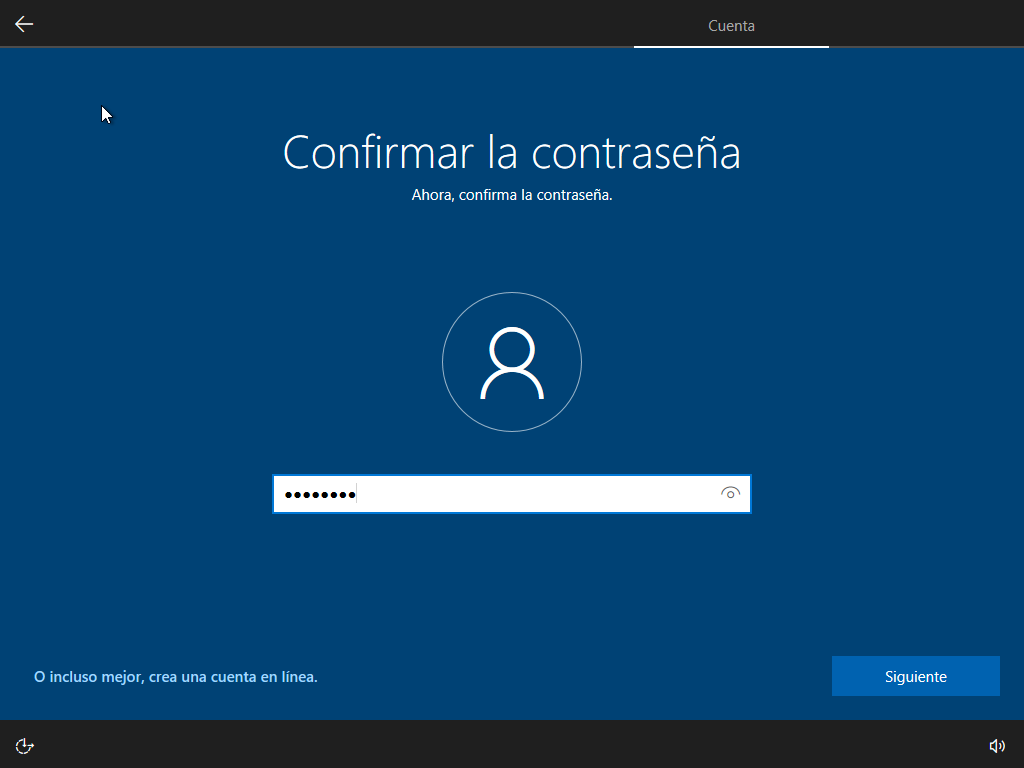 Cuenta
Confirmar la contraseña
Ahora, confirma la contraseña.
O incluso mejor, crea una cuenta en línea.
Siguiente